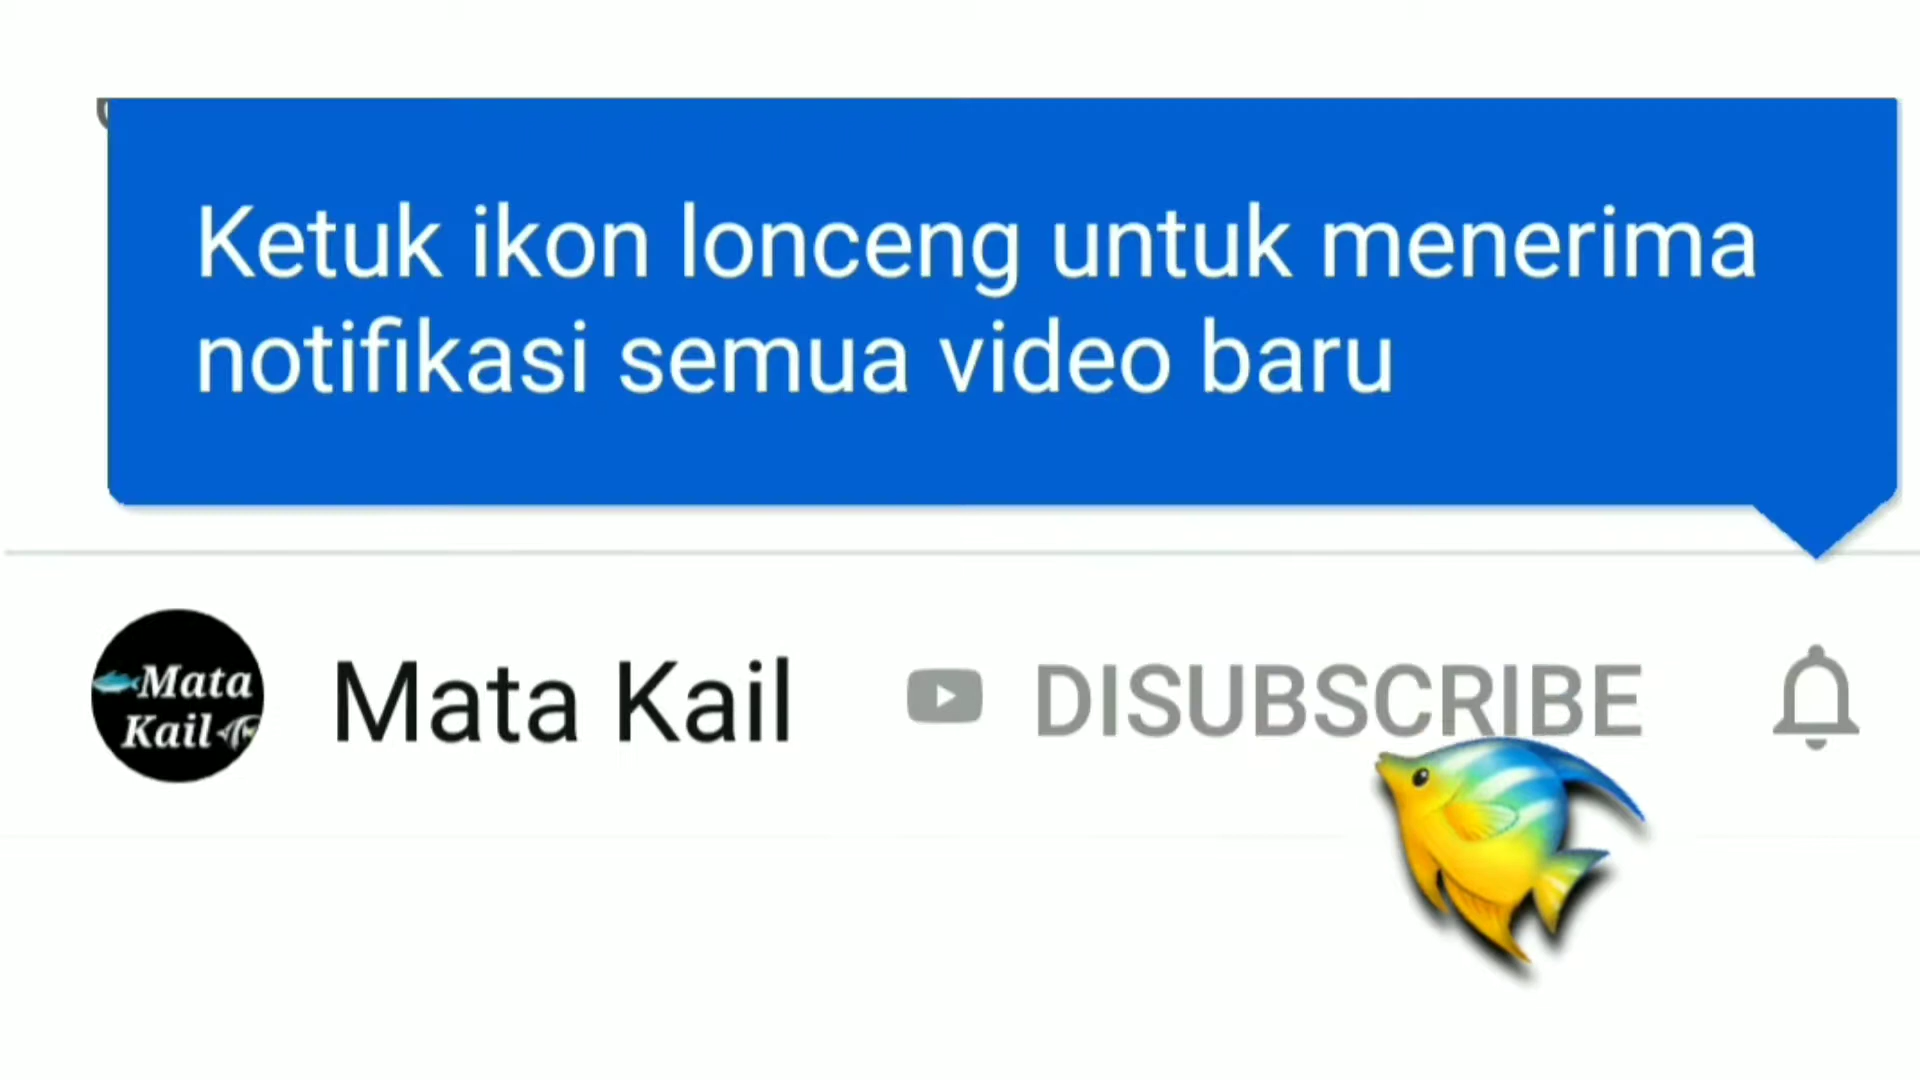 Ketuk ikon lonceng untuk menerima
notifikasi semua video baru
Mata
Kail
Mata Kail
DISUBSCRIBE